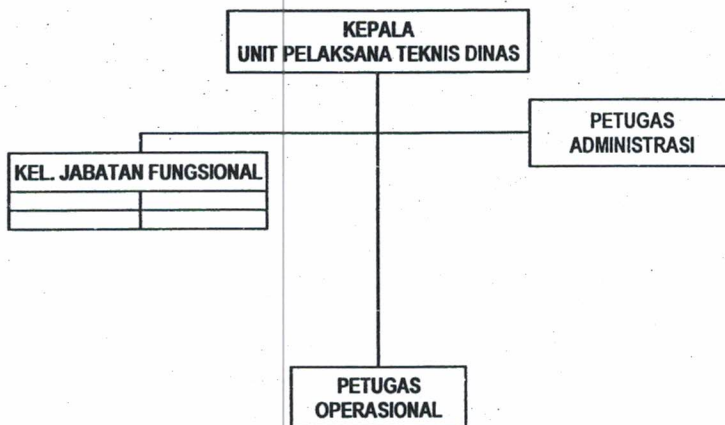 KEPALA
UNIT PELAKSANA TEKNIS DINAS
PETUGAS
ADMINISTRASI
KEL. JABATAN FUNGSIONAL
PETUGAS
OPERASIONAL